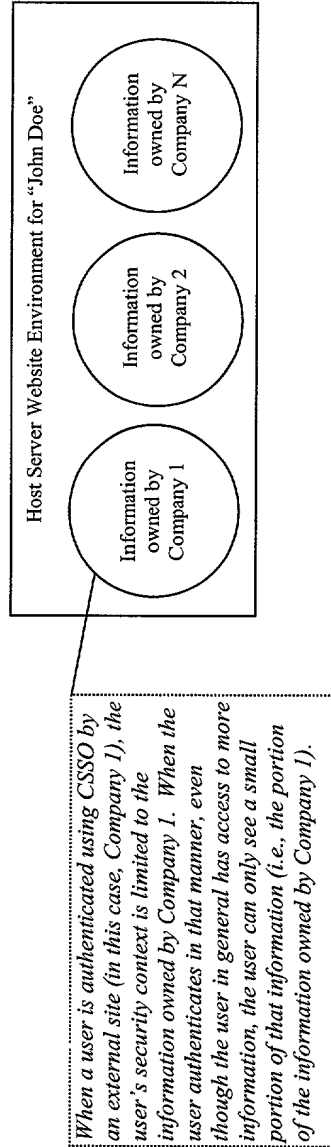 Host Server Website Environment for “John Doe”
Information
owned by
Company 1
Information
owned by
Company 2
Information
owned by
Company N
When a user is authenticated using CSSO by
an external site (in this case, Company 1), the
user's security context is limited to the
information owned by Company 1.  When the
user authenticates in that manner, even
though the user in general has access to more
information, the user can only see a small
portion of that information (i.e., the portion
of the information owned by Company 1).